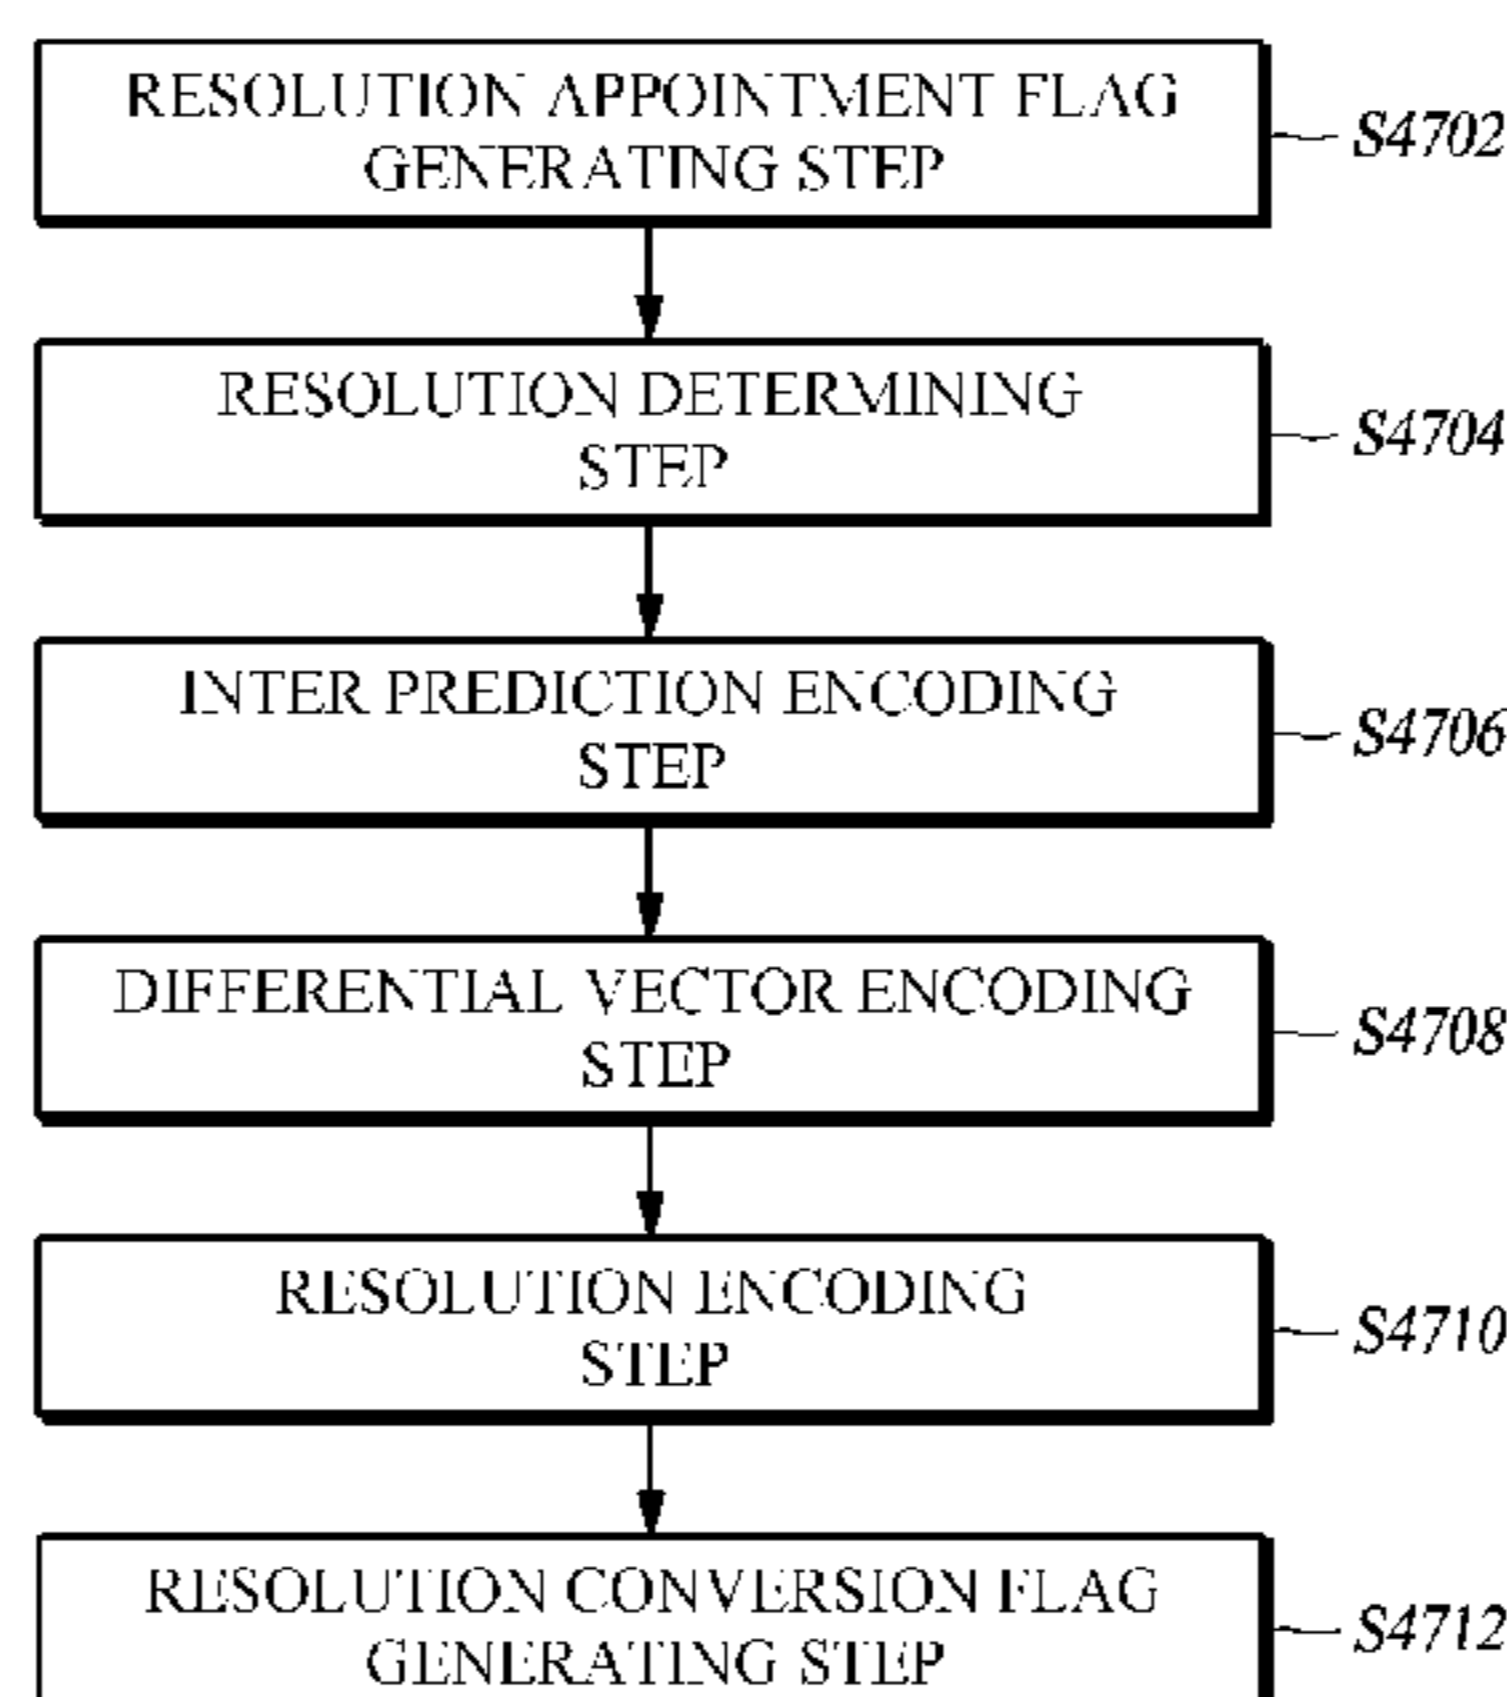 RESOLUTION APPOINTMENT FLAG
GENERATING STEP
S4702
RESOLUTION DETERMINING
STEP
S4704
INTER PREDICTION ENCODING
STEP
S4706
DIFFERENTIAL VECTOR ENCODING
STEP
S4708
RESOLUTION ENCODING
STEP
S4710
RESOLUTION CONVERSION FLAG
GENERATING STEP
S4712